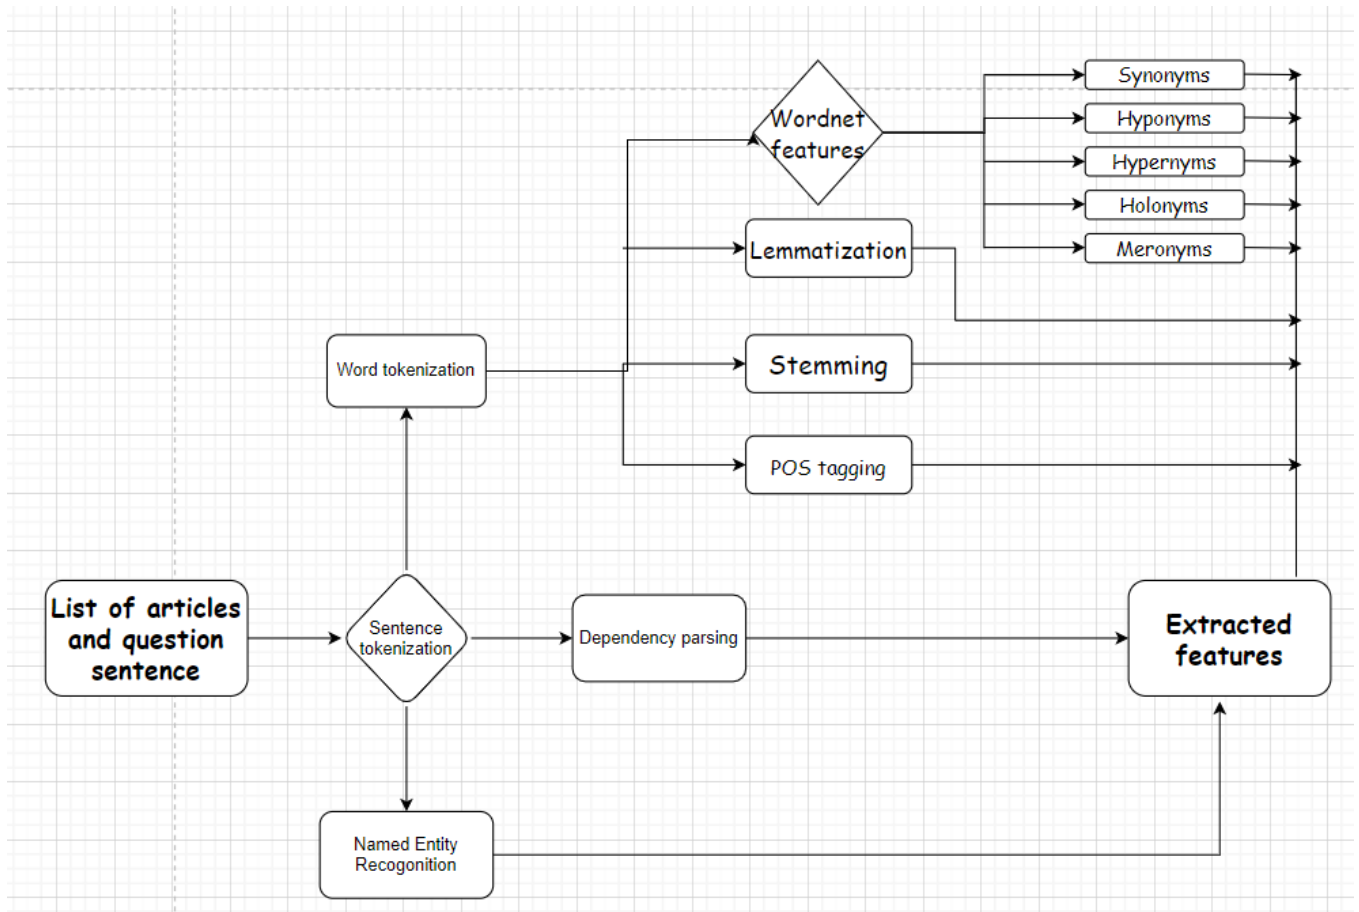 Wordnet
features
Synonyms
Hyponyms
Hypernyms
Holonyms
Meronyms
Lemmatization
Word tokenization
Stemming
POS tagging
List of articles
and question
sentence
Sentence
tokenization
Dependency parsing
Extracted
features
Named Entity
Recogonition